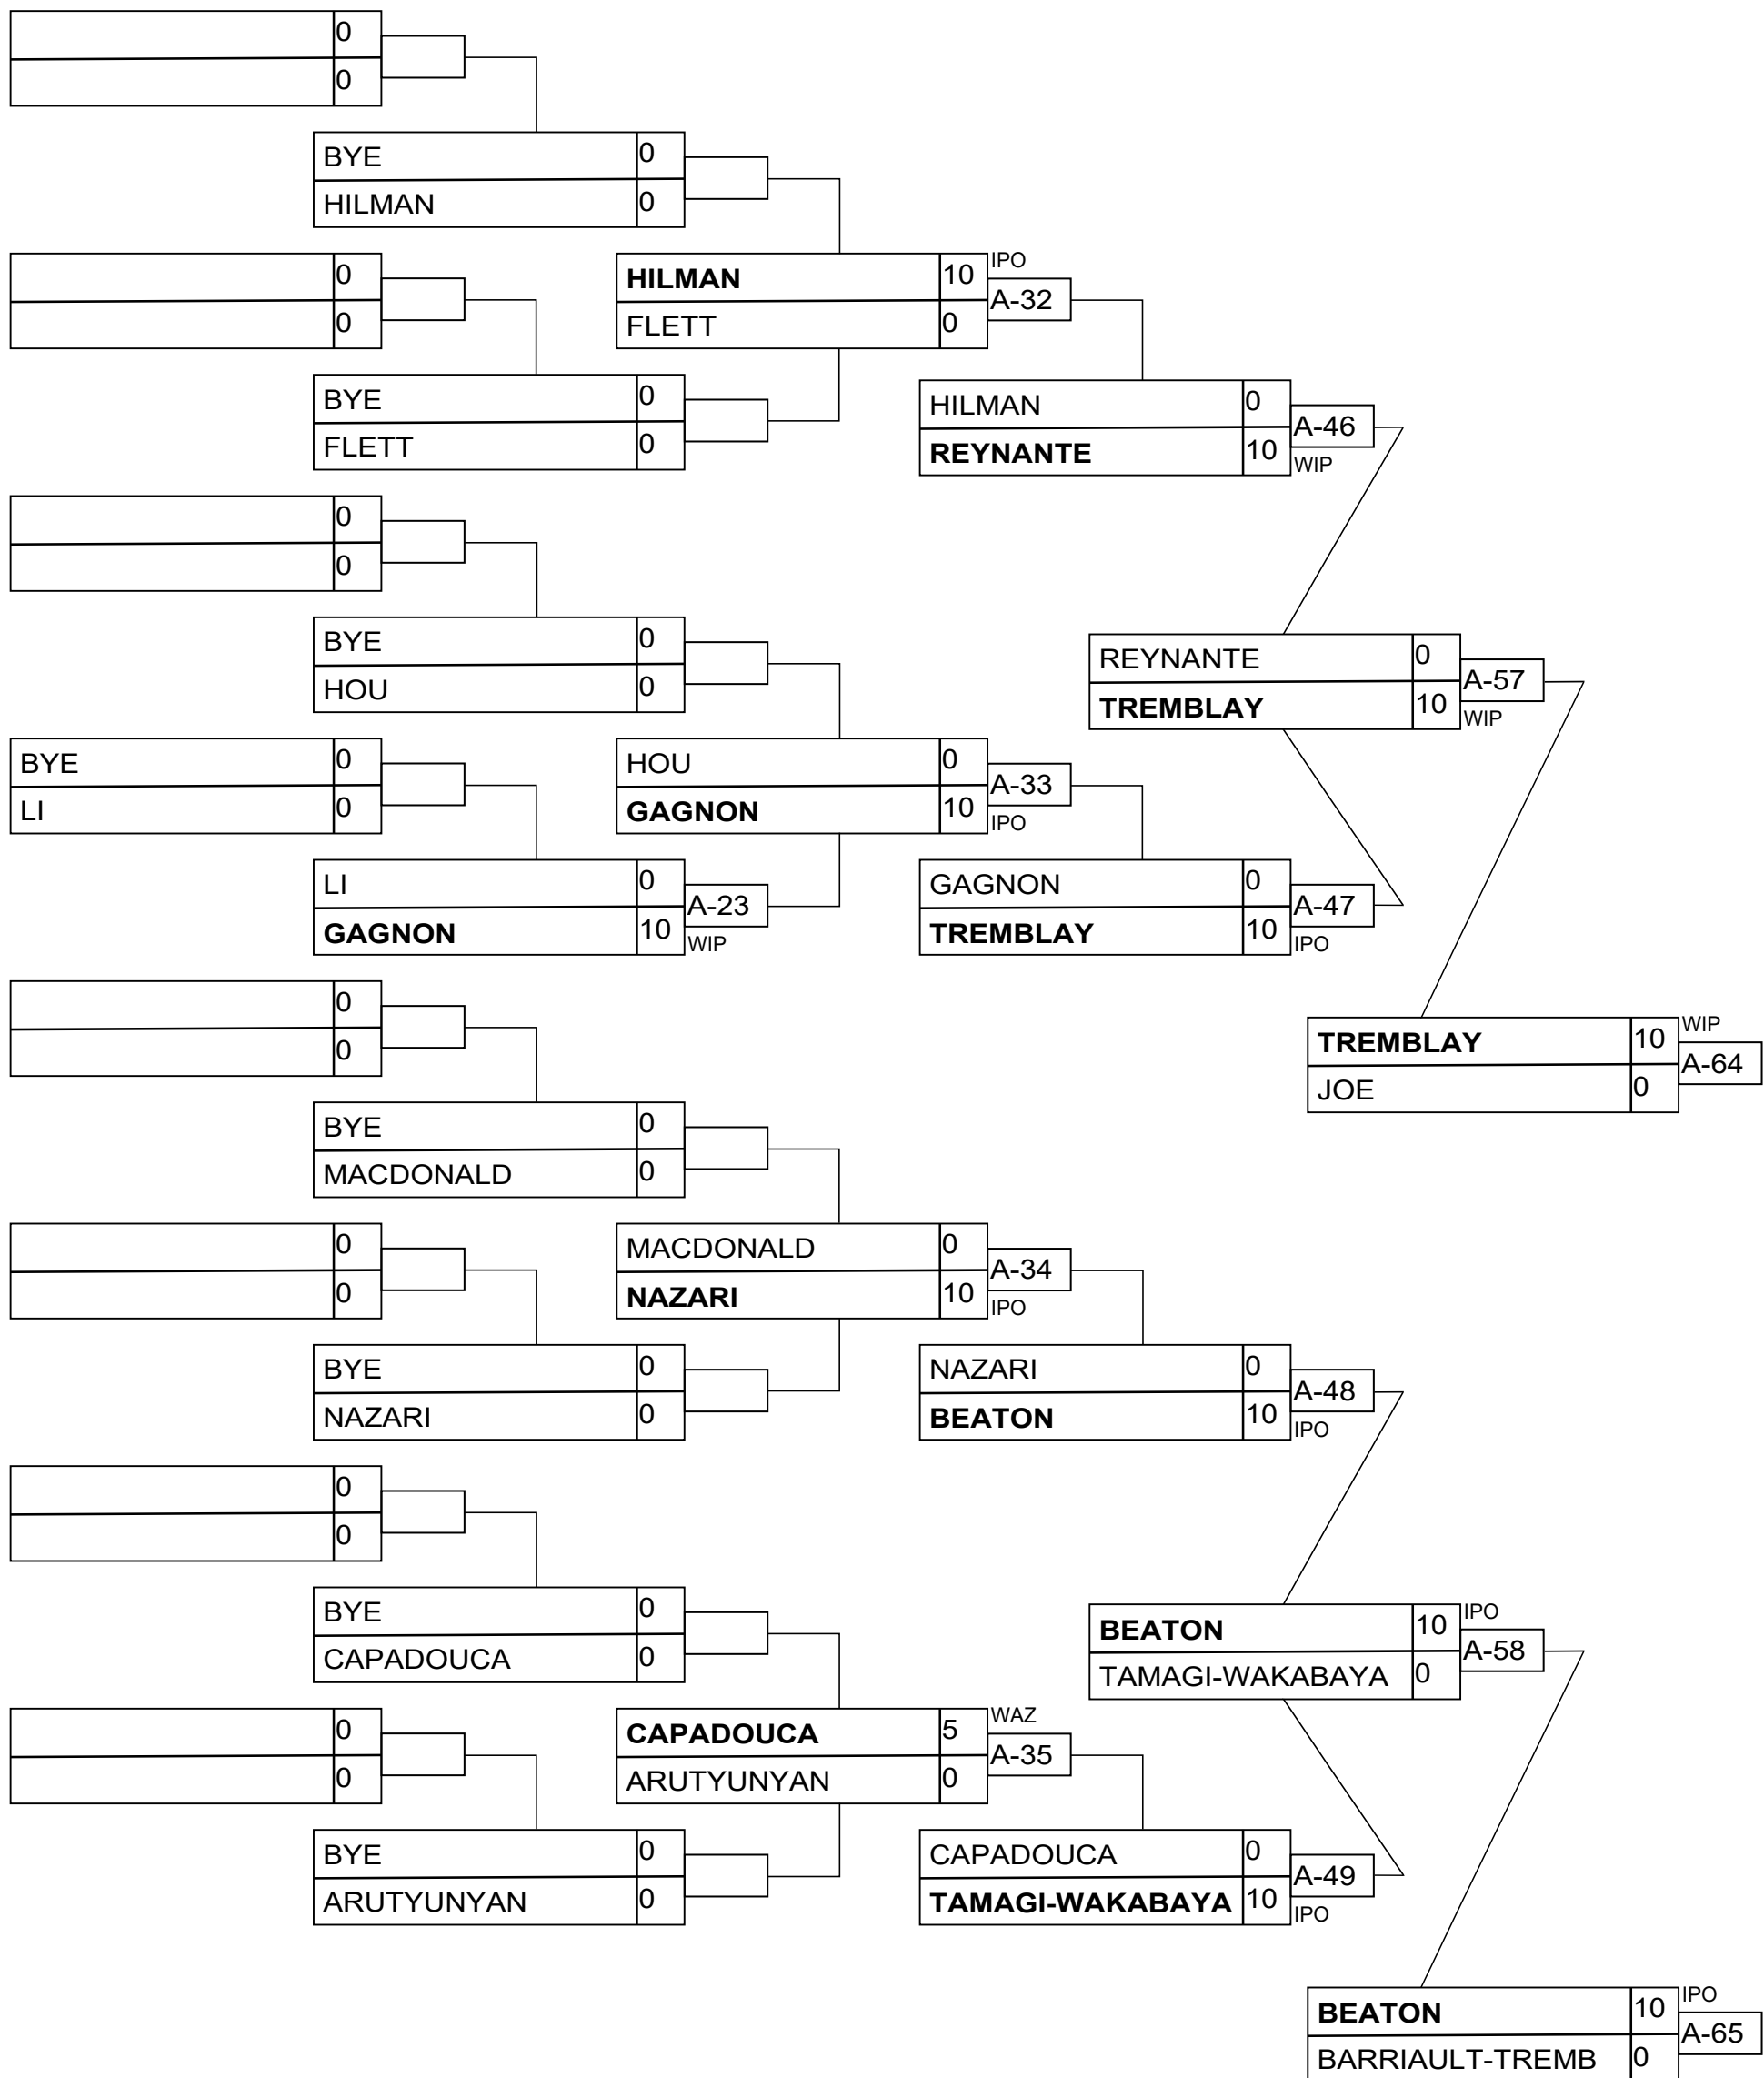 0
0
BYE 0
HILMAN 0
0
0
HILMAN 10 IPO
A-32
FLETT 0
BYE 0
FLETT 0
HILMAN 0
A-46
REYNANTE 10 WIP
0
0
BYE 0
HOU 0
REYNANTE 0
A-57
TREMBLAY 10 WIP
BYE 0
LI 0
HOU 0
A-33
GAGNON 10 IPO
LI 0
A-23
GAGNON 10 WIP
GAGNON 0
A-47
TREMBLAY 10 IPO
0
0
TREMBLAY 10 WIP
A-64
JOE 0
BYE 0
MACDONALD 0
0
0
MACDONALD 0
A-34
NAZARI 10 IPO
BYE 0
NAZARI 0
NAZARI 0
A-48
BEATON 10 IPO
0
0
BYE 0
CAPADOUCA 0
BEATON 10 IPO
A-58
TAMAGI-WAKABAYA 0
0
0
CAPADOUCA 5 WAZ
A-35
ARUTYUNYAN 0
BYE 0
ARUTYUNYAN 0
CAPADOUCA 0
A-49
TAMAGI-WAKABAYA 10 IPO
BEATON 10 IPO
A-65
BARRIAULT-TREMB 0